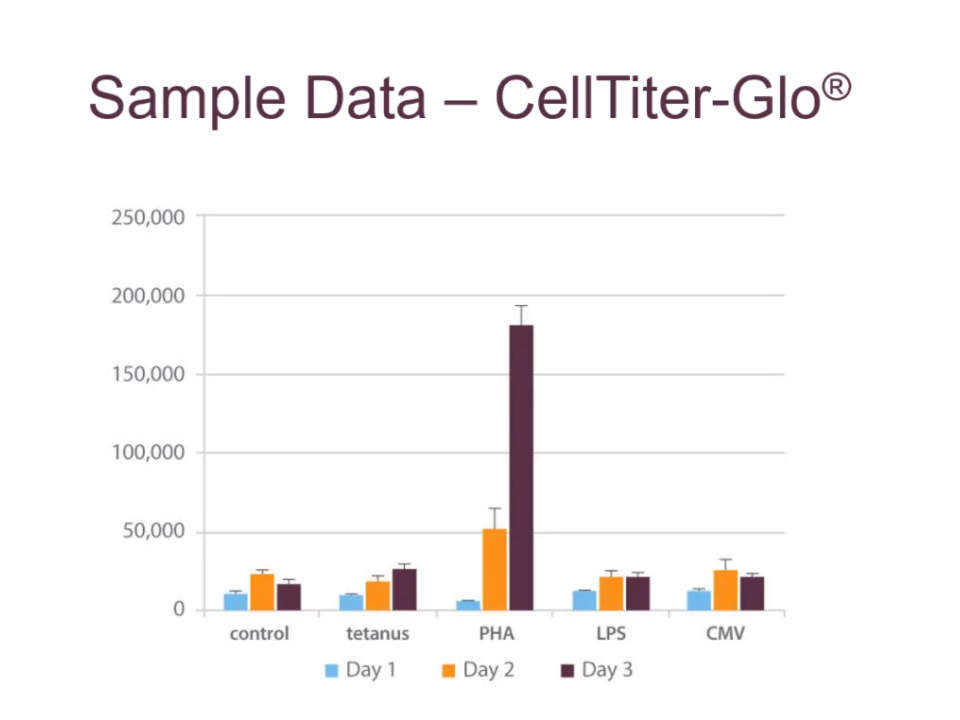 Sample Data – CellTiter-Glo®
250,000
200,000
150,000
100,000
50,000
0
control tetanus PHA LPS CMV
Day 1 Day 2 Day 3